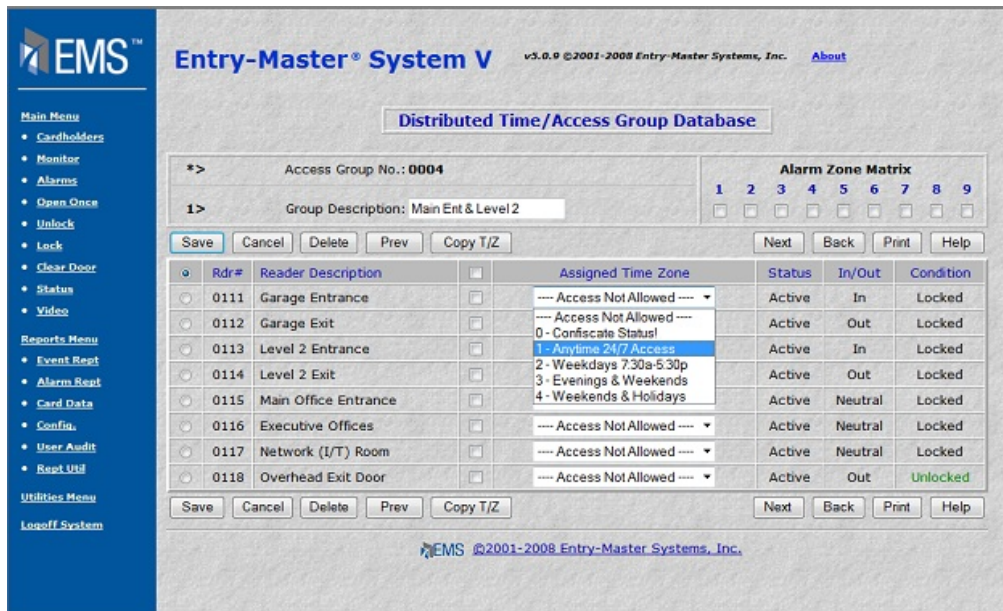 EMS™
Entry-Master® System V v5.0.9 ©2001-2008 Entry-Master Systems, Inc. About
Main Menu
Cardholders
Monitor
Alarms
Open Once
Unlock
Lock
Clear Door
Status
Video
Reports Menu
Event Rept
Alarm Rept
Card Data
Config.
User Audit
Rept Util
Utilities Menu
Logoff System
Distributed Time/Access Group Database
*> Access Group No.: 0004
Alarm Zone Matrix
1 2 3 4 5 6 7 8 9
1> Group Description: Main Ent & Level 2
Save Cancel Delete Prev Copy T/Z Next Back Print Help
Rdr# Reader Description Assigned Time Zone Status In/Out Condition
0111 Garage Entrance ---- Access Not Allowed ---- Active In Locked
0112 Garage Exit Active Out Locked
0113 Level 2 Entrance Active In Locked
0114 Level 2 Exit Active Out Locked
0115 Main Office Entrance Active Neutral Locked
---- Access Not Allowed ----
0 - Confiscate Status!
1 - Anytime 24/7 Access
2 - Weekdays 7:30a-5:30p
3 - Evenings & Weekends
4 - Weekends & Holidays
0116 Executive Offices ---- Access Not Allowed ---- Active Neutral Locked
0117 Network (I/T) Room ---- Access Not Allowed ---- Active Neutral Locked
0118 Overhead Exit Door ---- Access Not Allowed ---- Active Out Unlocked
Save Cancel Delete Prev Copy T/Z Next Back Print Help
EMS ©2001-2008 Entry-Master Systems, Inc.